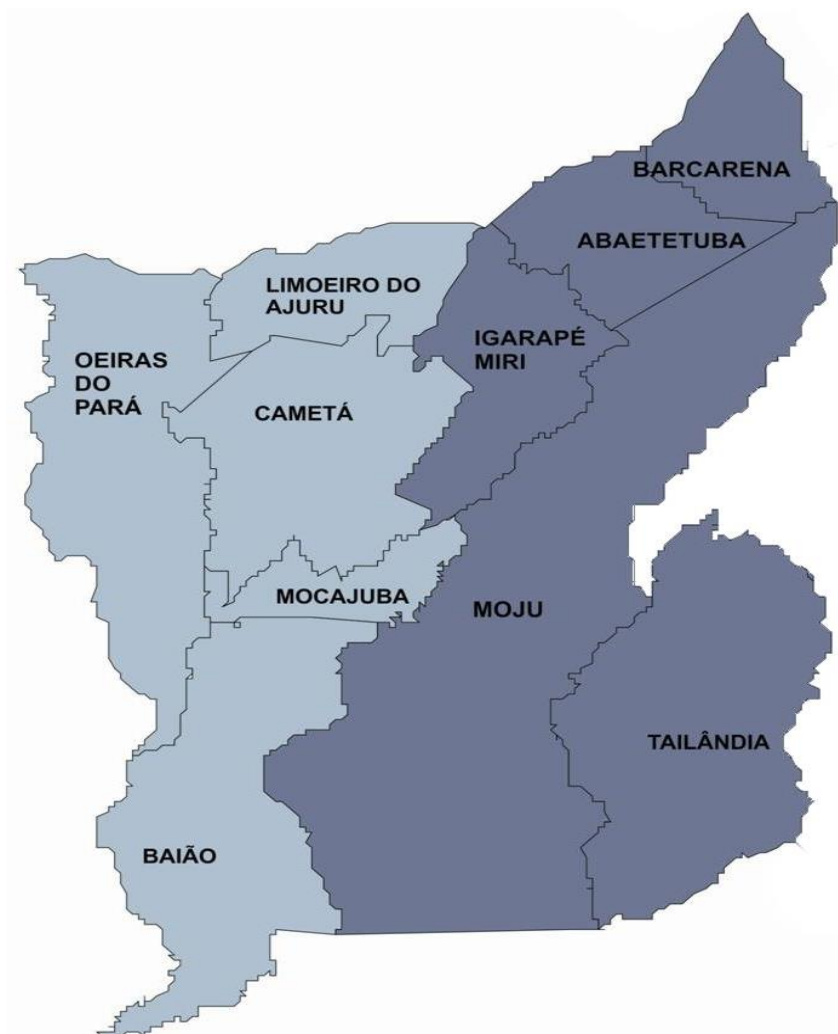 BARCARENA
ABAETETUBA
LIMOEIRO DO
AJURU
IGARAPÉ
MIRI
OEIRAS
DO
PARÁ
CAMETÁ
MOCAJUBA
MOJU
TAILÂNDIA
BAIÃO